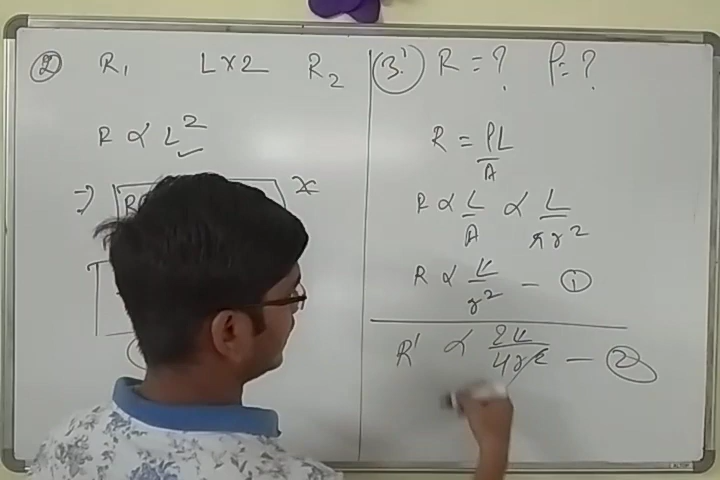 ② R₁ L×2 R₂
R ∝ L² ✓
⇒ R
③! R = ? ρ = ?
R = ρL/A
R ∝ L/A ∝ L/πr²
R ∝ L/r² — ①
R' ∝ 2L/4r² — ②